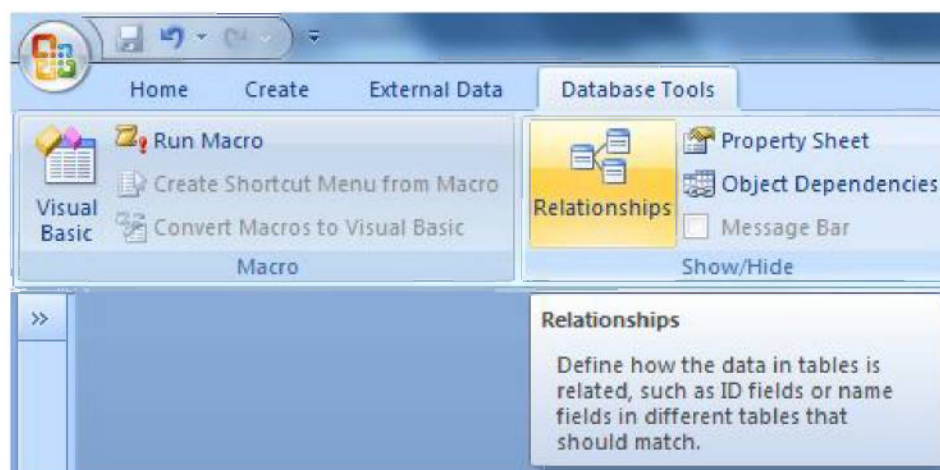 Home Create External Data Database Tools
Visual Basic
Run Macro
Create Shortcut Menu from Macro
Convert Macros to Visual Basic
Macro
Relationships
Property Sheet
Object Dependencies
Message Bar
Show/Hide
»
Relationships
Define how the data in tables is
related, such as ID fields or name
fields in different tables that
should match.